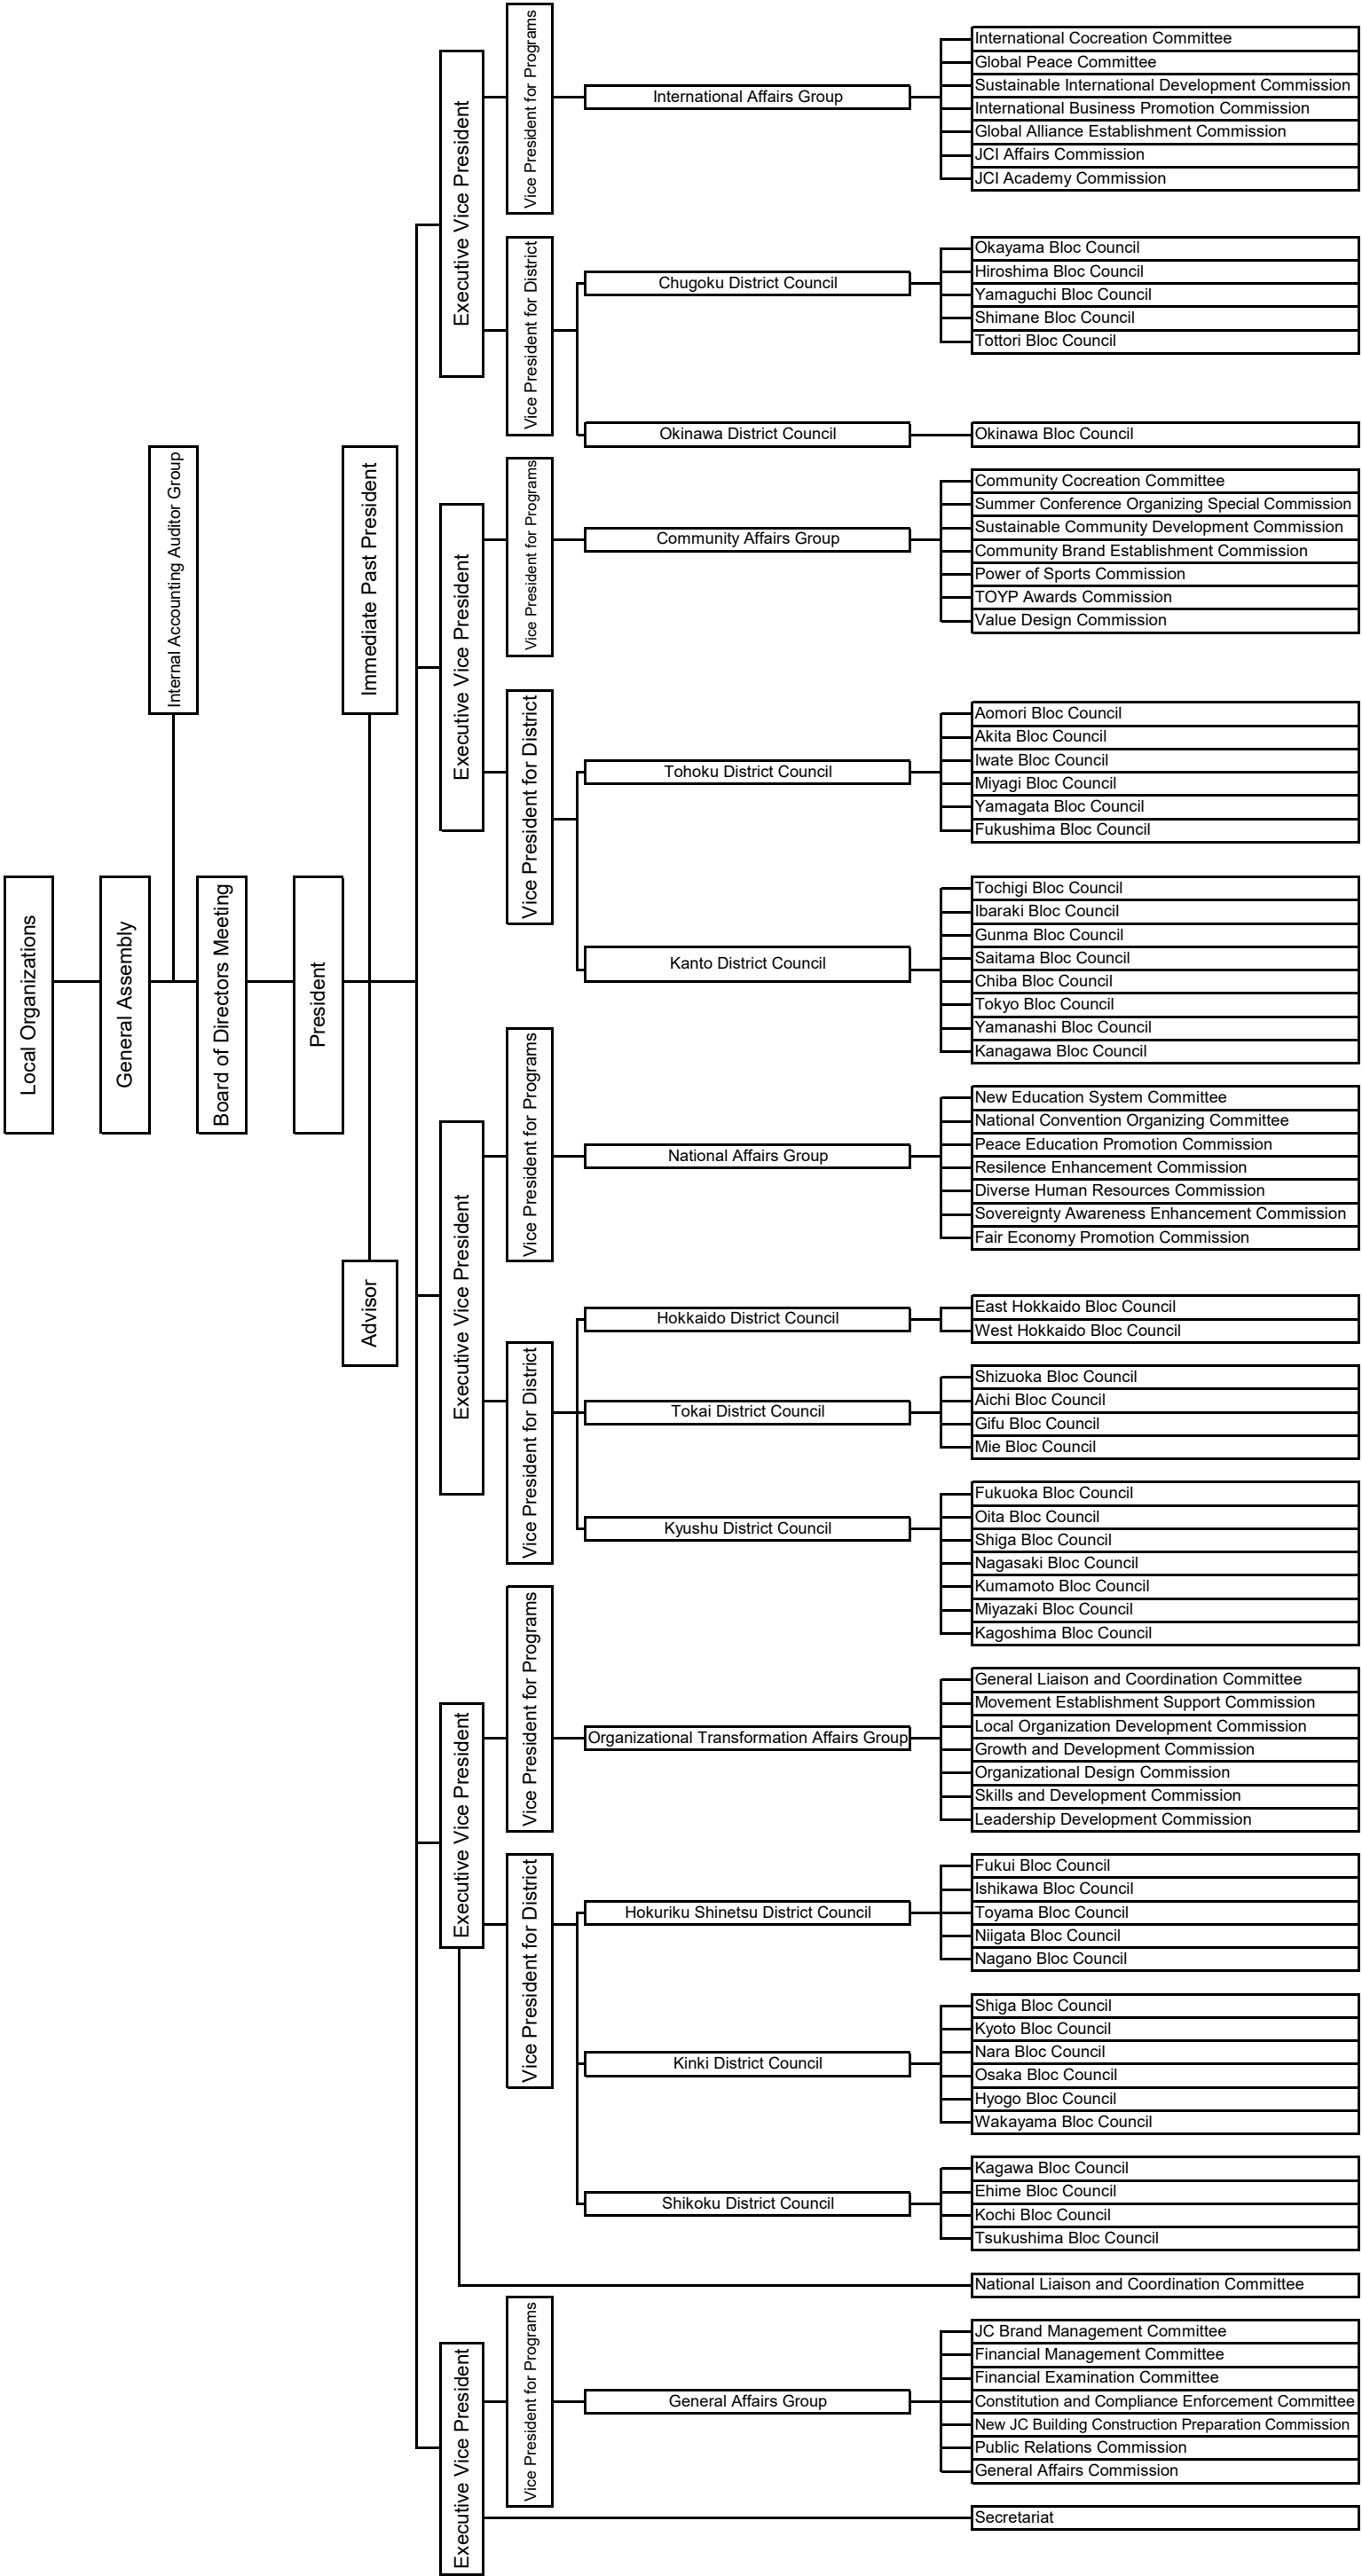 Local Organizations
General Assembly
Internal Accounting Auditor Group
Board of Directors Meeting
President
Immediate Past President
Advisor
Executive Vice President
Vice President for Programs
International Affairs Group
International Cocreation Committee
Global Peace Committee
Sustainable International Development Commission
International Business Promotion Commission
Global Alliance Establishment Commission
JCI Affairs Commission
JCI Academy Commission
Vice President for District
Chugoku District Council
Okayama Bloc Council
Hiroshima Bloc Council
Yamaguchi Bloc Council
Shimane Bloc Council
Tottori Bloc Council
Okinawa District Council
Okinawa Bloc Council
Executive Vice President
Vice President for Programs
Community Affairs Group
Community Cocreation Committee
Summer Conference Organizing Special Commission
Sustainable Community Development Commission
Community Brand Establishment Commission
Power of Sports Commission
TOYP Awards Commission
Value Design Commission
Vice President for District
Tohoku District Council
Aomori Bloc Council
Akita Bloc Council
Iwate Bloc Council
Miyagi Bloc Council
Yamagata Bloc Council
Fukushima Bloc Council
Kanto District Council
Tochigi Bloc Council
Ibaraki Bloc Council
Gunma Bloc Council
Saitama Bloc Council
Chiba Bloc Council
Tokyo Bloc Council
Yamanashi Bloc Council
Kanagawa Bloc Council
Executive Vice President
Vice President for Programs
National Affairs Group
New Education System Committee
National Convention Organizing Committee
Peace Education Promotion Commission
Resilence Enhancement Commission
Diverse Human Resources Commission
Sovereignty Awareness Enhancement Commission
Fair Economy Promotion Commission
Vice President for District
Hokkaido District Council
East Hokkaido Bloc Council
West Hokkaido Bloc Council
Tokai District Council
Shizuoka Bloc Council
Aichi Bloc Council
Gifu Bloc Council
Mie Bloc Council
Kyushu District Council
Fukuoka Bloc Council
Oita Bloc Council
Shiga Bloc Council
Nagasaki Bloc Council
Kumamoto Bloc Council
Miyazaki Bloc Council
Kagoshima Bloc Council
Executive Vice President
Vice President for Programs
Organizational Transformation Affairs Group
General Liaison and Coordination Committee
Movement Establishment Support Commission
Local Organization Development Commission
Growth and Development Commission
Organizational Design Commission
Skills and Development Commission
Leadership Development Commission
Vice President for District
Hokuriku Shinetsu District Council
Fukui Bloc Council
Ishikawa Bloc Council
Toyama Bloc Council
Niigata Bloc Council
Nagano Bloc Council
Kinki District Council
Shiga Bloc Council
Kyoto Bloc Council
Nara Bloc Council
Osaka Bloc Council
Hyogo Bloc Council
Wakayama Bloc Council
Shikoku District Council
Kagawa Bloc Council
Ehime Bloc Council
Kochi Bloc Council
Tsukushima Bloc Council
National Liaison and Coordination Committee
Executive Vice President
Vice President for Programs
General Affairs Group
JC Brand Management Committee
Financial Management Committee
Financial Examination Committee
Constitution and Compliance Enforcement Committee
New JC Building Construction Preparation Commission
Public Relations Commission
General Affairs Commission
Secretariat